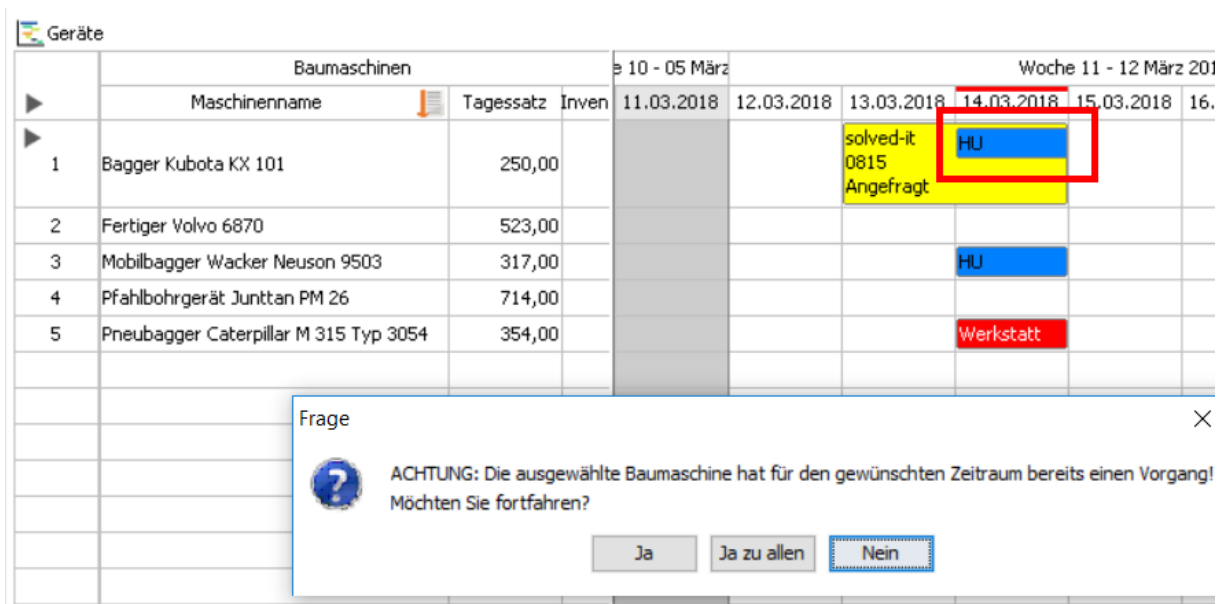 Geräte
Baumaschinen
e 10 - 05 März
Woche 11 - 12 März 201
Maschinenname Tagessatz Inven 11.03.2018 12.03.2018 13.03.2018 14.03.2018 15.03.2018 16.
solved-it
0815
Angefragt
HU
1 Bagger Kubota KX 101 250,00
2 Fertiger Volvo 6870 523,00
3 Mobilbagger Wacker Neuson 9503 317,00 HU
4 Pfahlbohrgerät Junttan PM 26 714,00
5 Pneubagger Caterpillar M 315 Typ 3054 354,00 Werkstatt
Frage
ACHTUNG: Die ausgewählte Baumaschine hat für den gewünschten Zeitraum bereits einen Vorgang!
Möchten Sie fortfahren?
Ja Ja zu allen Nein